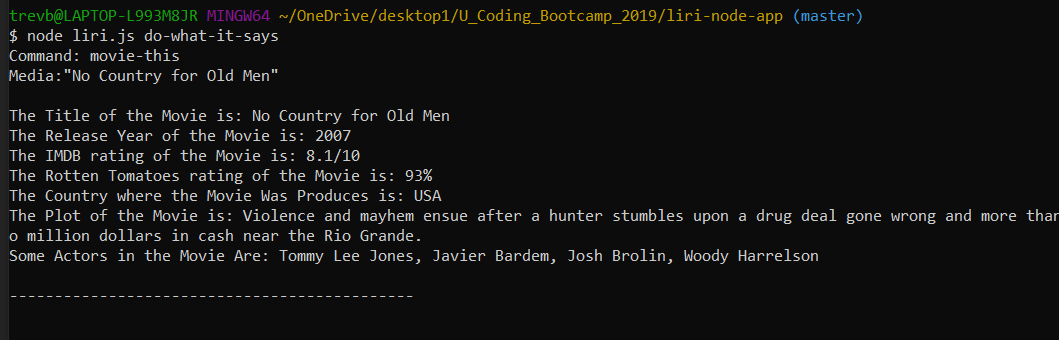 trevb@LAPTOP-L993M8JR MINGW64 ~/OneDrive/desktop1/U_Coding_Bootcamp_2019/liri-node-app (master)
$ node liri.js do-what-it-says
Command: movie-this
Media:"No Country for Old Men"
The Title of the Movie is: No Country for Old Men
The Release Year of the Movie is: 2007
The IMDB rating of the Movie is: 8.1/10
The Rotten Tomatoes rating of the Movie is: 93%
The Country where the Movie Was Produces is: USA
The Plot of the Movie is: Violence and mayhem ensue after a hunter stumbles upon a drug deal gone wrong and more than
o million dollars in cash near the Rio Grande.
Some Actors in the Movie Are: Tommy Lee Jones, Javier Bardem, Josh Brolin, Woody Harrelson
---------------------------------------------